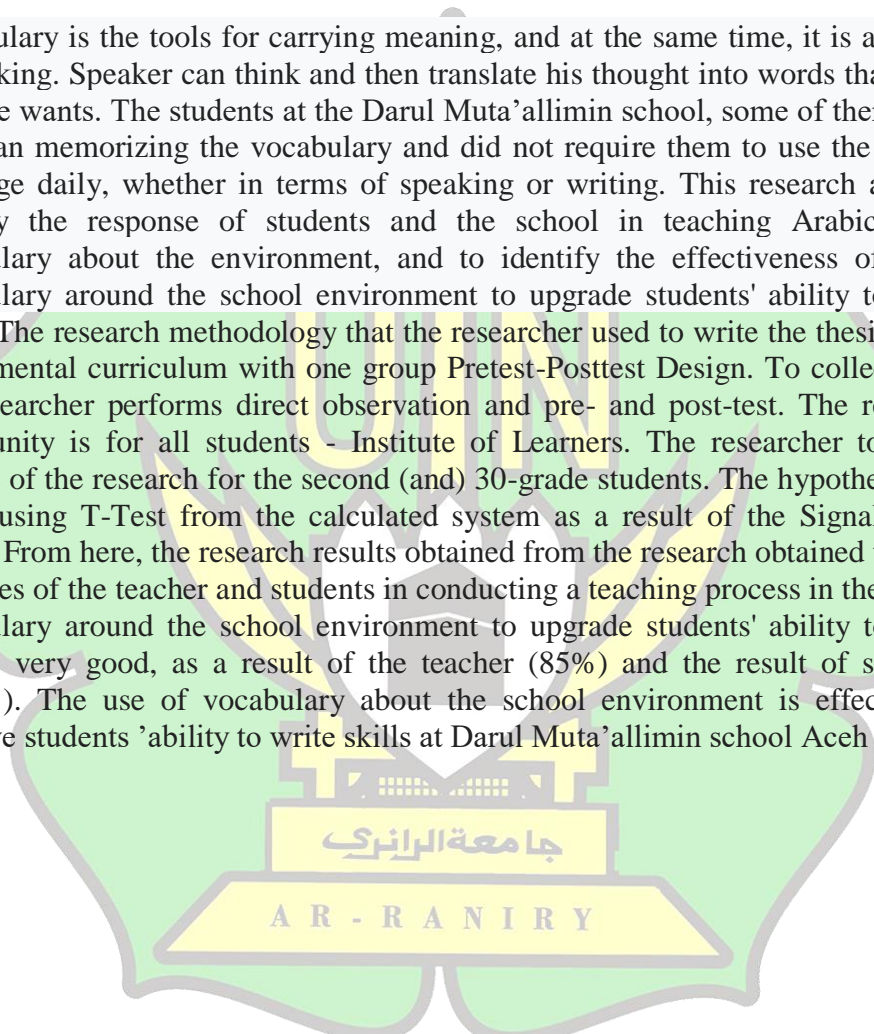 ulary is the tools for carrying meaning, and at the same time, it is a
king. Speaker can think and then translate his thought into words tha
e wants. The students at the Darul Muta’allimin school, some of the
an memorizing the vocabulary and did not require them to use the
ge daily, whether in terms of speaking or writing. This research a
y the response of students and the school in teaching Arabic
ulary about the environment, and to identify the effectiveness of
ulary around the school environment to upgrade students' ability to
The research methodology that the researcher used to write the thesi
mental curriculum with one group Pretest-Posttest Design. To colle
earcher performs direct observation and pre- and post-test. The re
unity is for all students - Institute of Learners. The researcher to
of the research for the second (and) 30-grade students. The hypothe
using T-Test from the calculated system as a result of the Signal
From here, the research results obtained from the research obtained
es of the teacher and students in conducting a teaching process in the
ulary around the school environment to upgrade students' ability to
very good, as a result of the teacher (85%) and the result of s
). The use of vocabulary about the school environment is effec
ve students ’ability to write skills at Darul Muta’allimin school Aceh
UIN
جامعةالرانري
AR-RANIRY